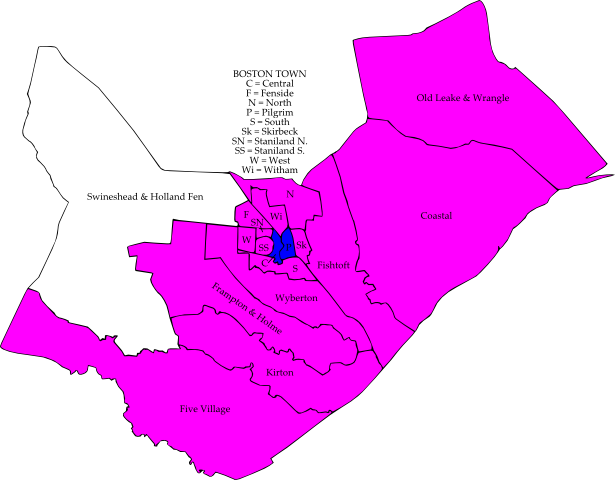 BOSTON TOWN
C = Central
F = Fenside
N = North
P = Pilgrim
S = South
Sk = Skirbeck
SN = Staniland N.
SS = Staniland S.
W = West
Wi = Witham
Old Leake & Wrangle
Swineshead & Holland Fen
N
F
Wi
SN
Coastal
W
SS
Sk
C
S
Fishtoft
Wyberton
Frampton & Holme
Kirton
Five Village